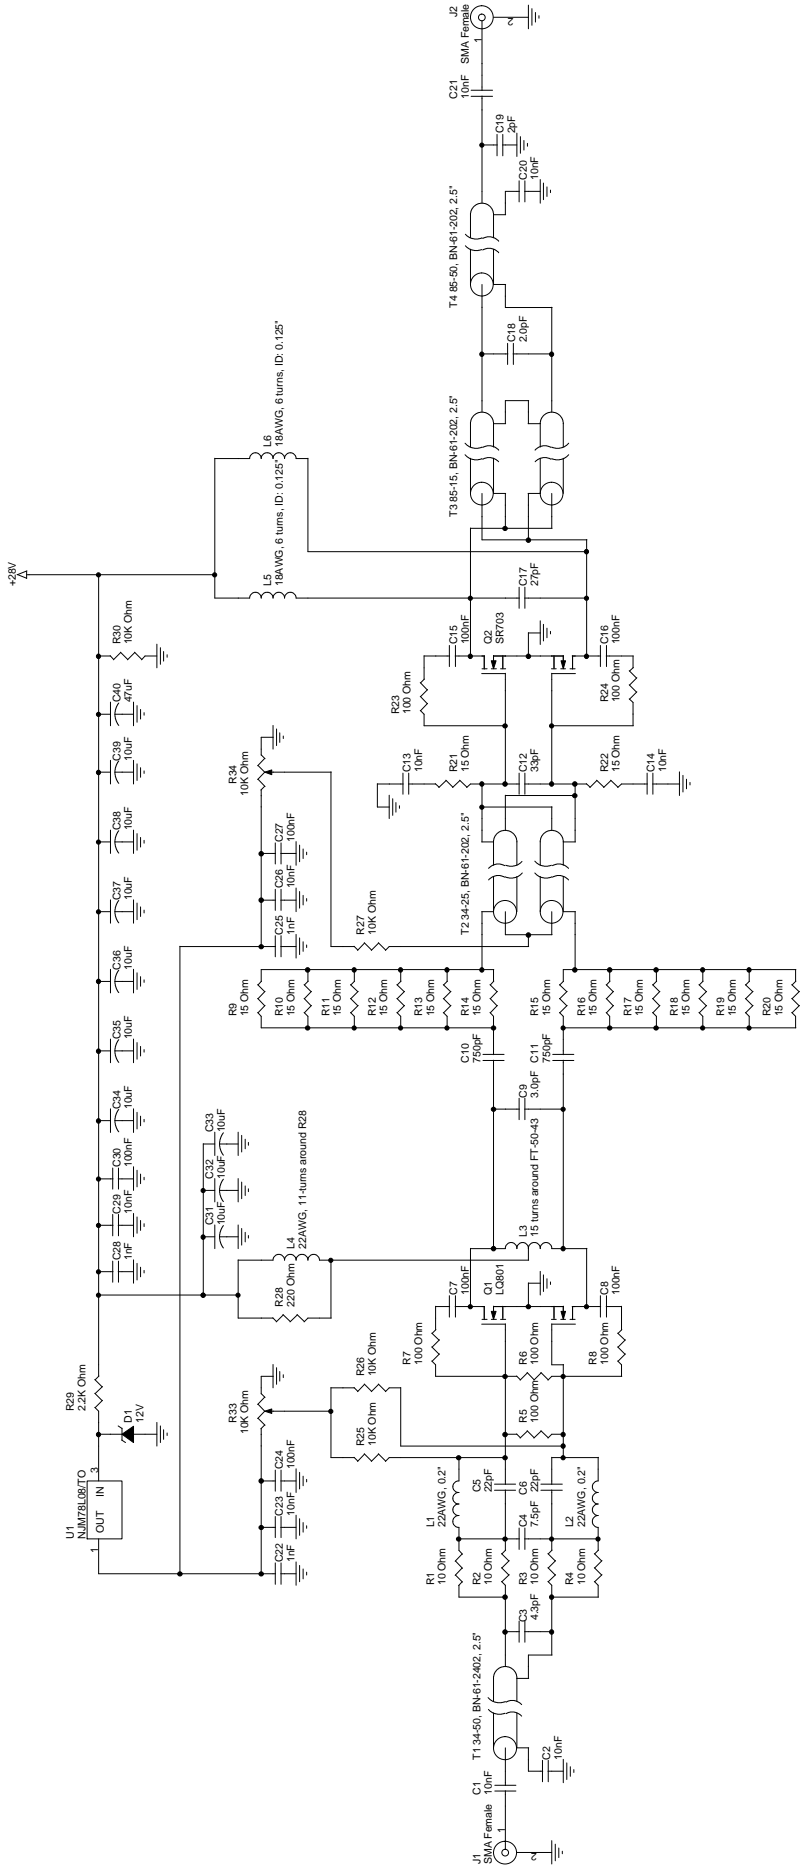 +28V
R30
10K Ohm
C40
47uF
C39
10uF
C38
10uF
C37
10uF
C36
10uF
C35
10uF
C34
10uF
C30
100nF
C29
10nF
C28
1nF
R29
2.2K Ohm
D1
12V
U1
NJM78L08/TO
OUT
IN
1
3
C33
10uF
C32
10uF
C31
10uF
L4
22AWG, 11-turns around R28
R28
220 Ohm
R33
10K Ohm
C24
100nF
C23
10nF
C22
1nF
R26
10K Ohm
R25
10K Ohm
R34
10K Ohm
C27
100nF
C26
10nF
C25
1nF
R27
10K Ohm
L6
18AWG, 6 turns, ID: 0.125"
L5
18AWG, 6 turns, ID: 0.125"
J1
SMA Female
1
2
C1
10nF
C2
10nF
T1 34-50, BN-61-2402, 2.5"
C3
4.3pF
R1
10 Ohm
R2
10 Ohm
R3
10 Ohm
R4
10 Ohm
L1
22AWG, 0.2"
C5
22pF
C4
7.5pF
C6
22pF
L2
22AWG, 0.2"
R5
100 Ohm
R6
100 Ohm
R7
100 Ohm
R8
100 Ohm
C7
100nF
Q1
LQ801
C8
100nF
L3
15 turns around FT-50-43
C9
3.0pF
C10
750pF
C11
750pF
R9
15 Ohm
R10
15 Ohm
R11
15 Ohm
R12
15 Ohm
R13
15 Ohm
R14
15 Ohm
R15
15 Ohm
R16
15 Ohm
R17
15 Ohm
R18
15 Ohm
R19
15 Ohm
R20
15 Ohm
T2 34-25, BN-61-202, 2.5"
C13
10nF
R21
15 Ohm
C12
33pF
R22
15 Ohm
C14
10nF
R23
100 Ohm
R24
100 Ohm
C15
100nF
Q2
SR703
C16
100nF
C17
27pF
T3 85-15, BN-61-202, 2.5"
C18
2.0pF
T4 85-50, BN-61-202, 2.5"
C20
10nF
C19
2pF
C21
10nF
J2
SMA Female
1
2